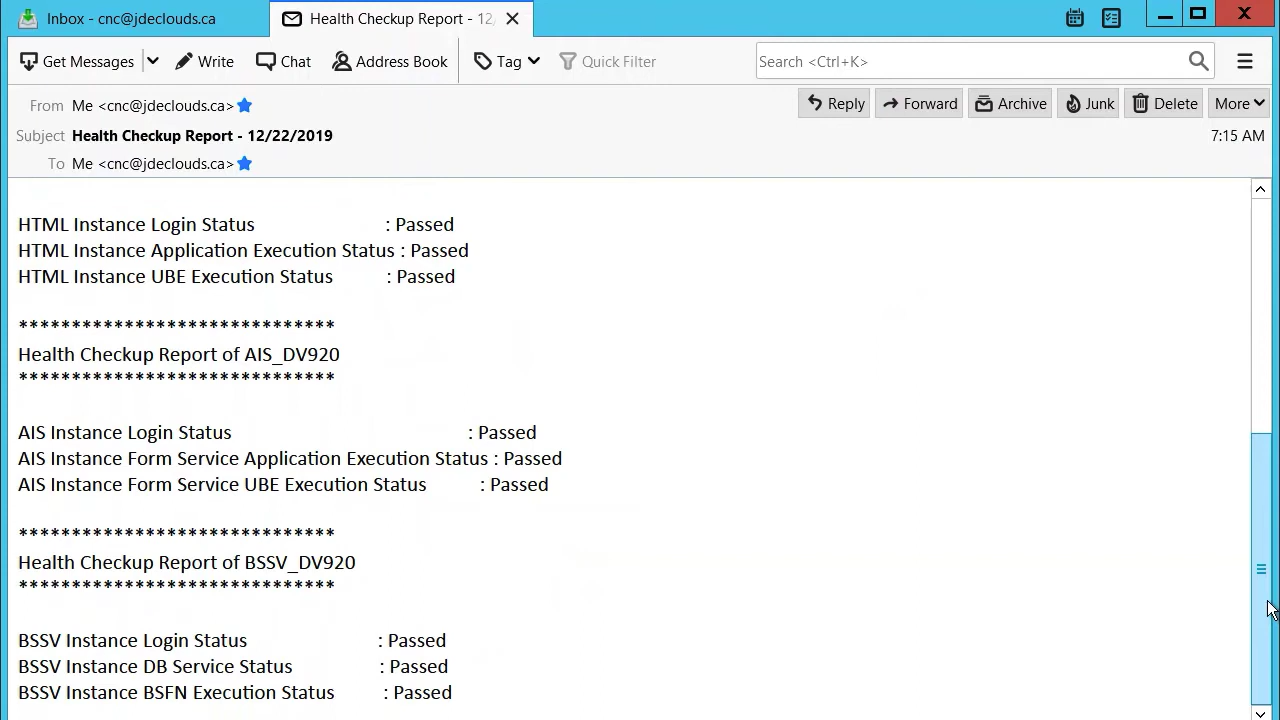 Inbox - cnc@jdeclouds.ca
Health Checkup Report - 12/
Get Messages Write Chat Address Book Tag Quick Filter Search <Ctrl+K>
From Me <cnc@jdeclouds.ca> Reply Forward Archive Junk Delete More
Subject Health Checkup Report - 12/22/2019 7:15 AM
To Me <cnc@jdeclouds.ca>
HTML Instance Login Status : Passed
HTML Instance Application Execution Status : Passed
HTML Instance UBE Execution Status : Passed
******************************
Health Checkup Report of AIS_DV920
******************************
AIS Instance Login Status : Passed
AIS Instance Form Service Application Execution Status : Passed
AIS Instance Form Service UBE Execution Status : Passed
******************************
Health Checkup Report of BSSV_DV920
******************************
BSSV Instance Login Status : Passed
BSSV Instance DB Service Status : Passed
BSSV Instance BSFN Execution Status : Passed